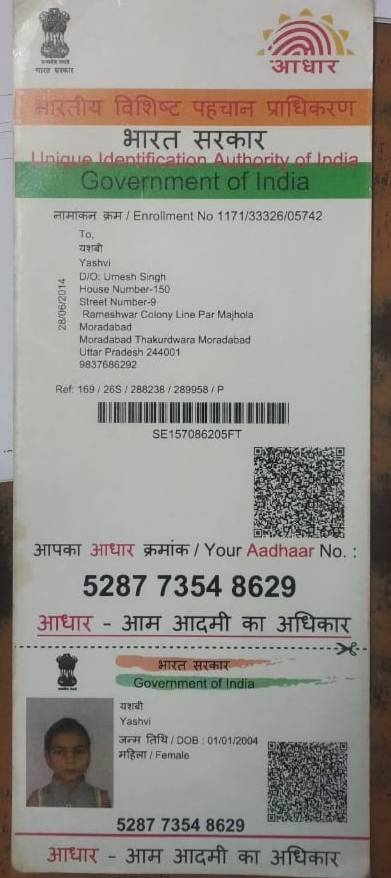 भारत सरकार
आधार
भारतीय विशिष्ट पहचान प्राधिकरण
भारत सरकार
Unique Identification Authority of India
Government of India
नामांकन क्रम / Enrollment No 1171/33326/05742
28/06/2014
To,
यशबी
Yashvi
D/O: Umesh Singh
House Number-150
Street Number-9
Rameshwar Colony Line Par Majhola
Moradabad
Moradabad Thakurdwara Moradabad
Uttar Pradesh 244001
9837686292
Ref: 169 / 26S / 288238 / 289958 / P
SE157086205FT
आपका आधार क्रमांक / Your Aadhaar No. :
5287 7354 8629
आधार - आम आदमी का अधिकार
भारत सरकार
Government of India
यशबी
Yashvi
जन्म तिथि / DOB : 01/01/2004
महिला / Female
5287 7354 8629
आधार - आम आदमी का अधिकार